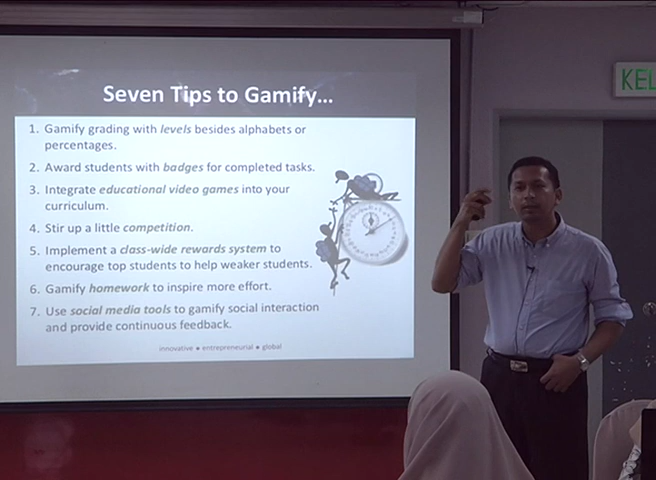 Seven Tips to Gamify...
KEL
1. Gamify grading with levels besides alphabets or
percentages.
2. Award students with badges for completed tasks.
3. Integrate educational video games into your
curriculum.
4. Stir up a little competition.
5. Implement a class-wide rewards system to
encourage top students to help weaker students.
6. Gamify homework to inspire more effort.
7. Use social media tools to gamify social interaction
and provide continuous feedback.
innovative ● entrepreneurial ● global